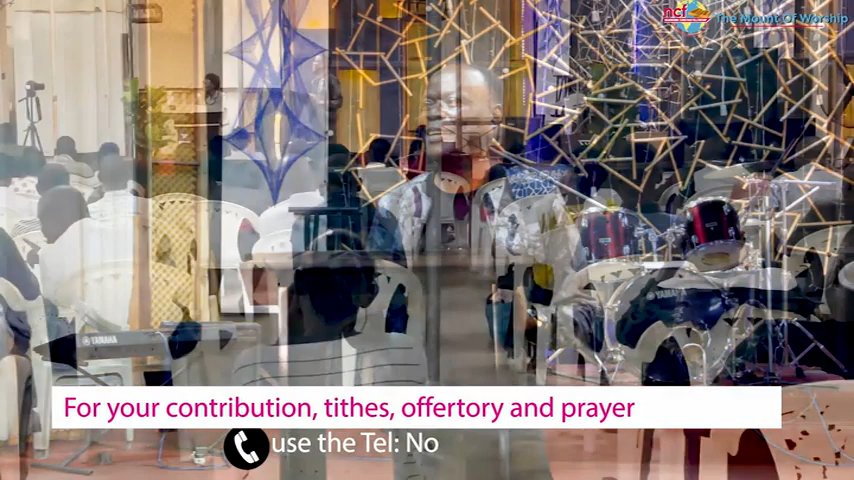 ncf
The Mount Of Worship
YAMAHA
YAMAHA
For your contribution, tithes, offertory and prayer
use the Tel: No